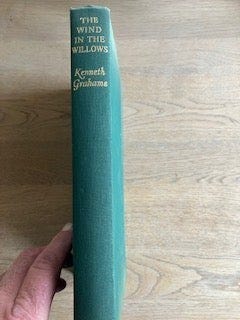 THE
WIND
IN THE
WILLOWS
Kenneth
Grahame